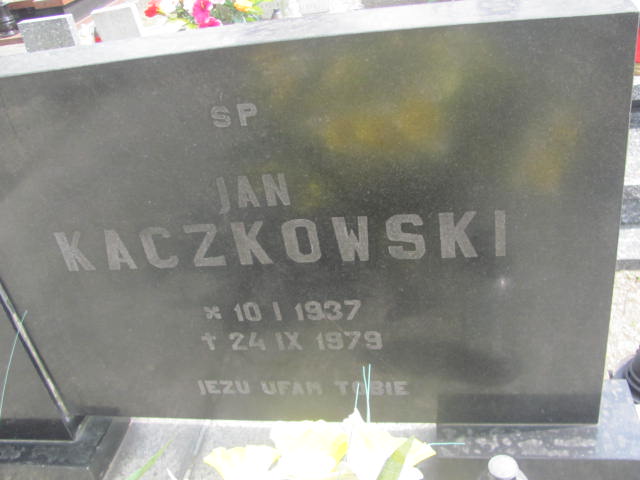 SP
JAN
KACZKOWSKI
* 10 I 1937
† 24 IX 1979
JEZU UFAM TOBIE